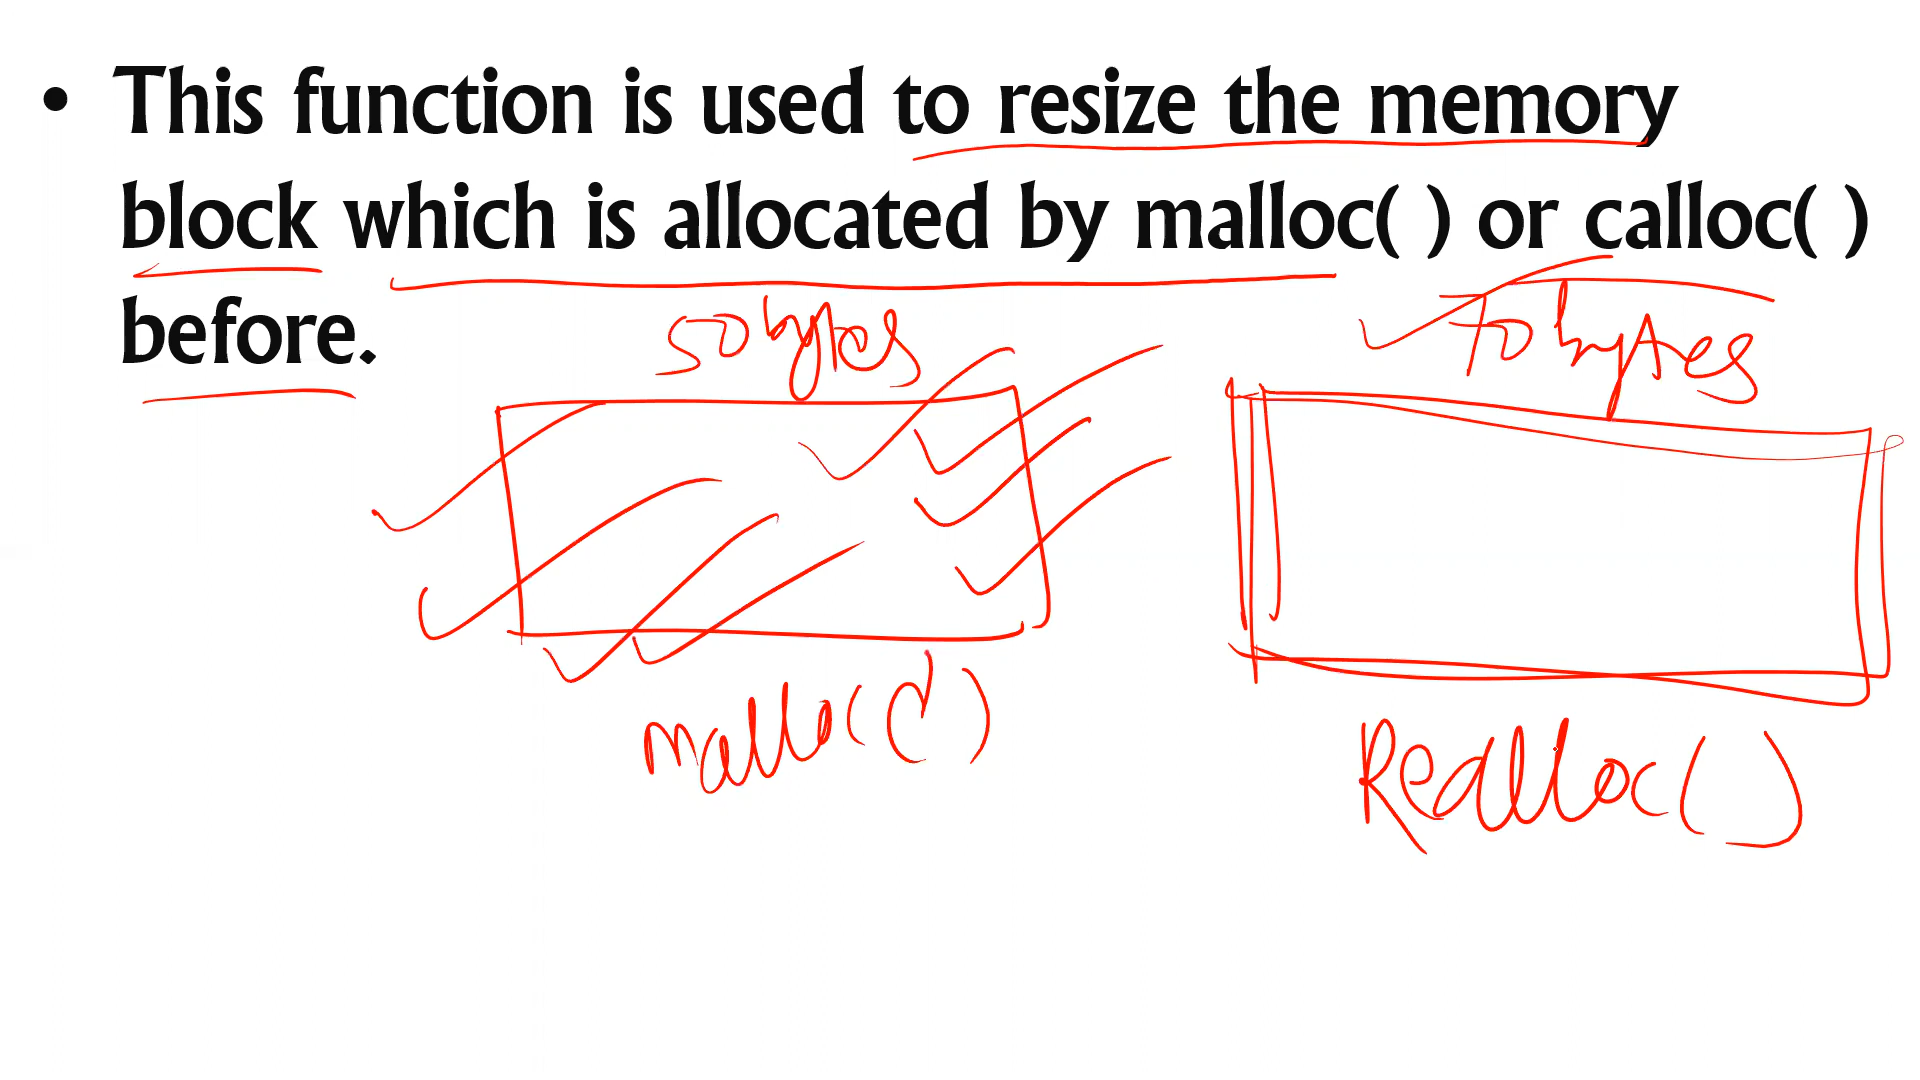 • This function is used to resize the memory
block which is allocated by malloc( ) or calloc( )
before.
50 bytes
70 bytes
malloc( )
Realloc( )